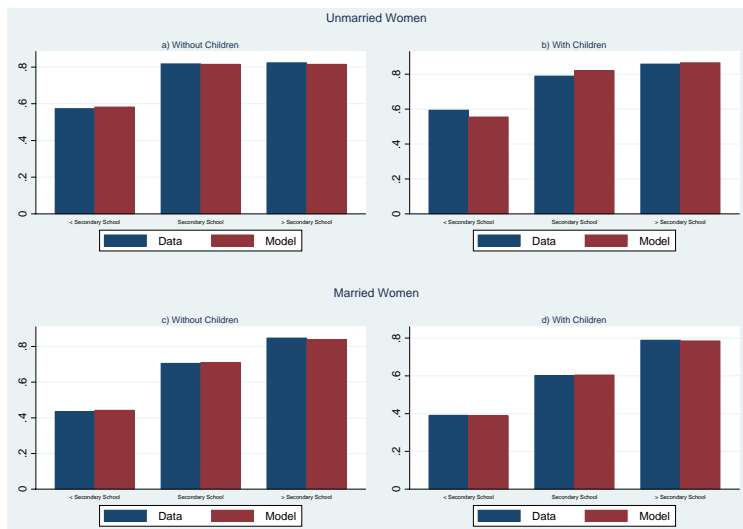 Unmarried Women
a) Without Children
.8
.6
.4
.2
0
< Secondary School Secondary School > Secondary School
Data Model
b) With Children
.8
.6
.4
.2
0
< Secondary School Secondary School > Secondary School
Data Model
Married Women
c) Without Children
.8
.6
.4
.2
0
< Secondary School Secondary School > Secondary School
Data Model
d) With Children
.8
.6
.4
.2
0
< Secondary School Secondary School > Secondary School
Data Model